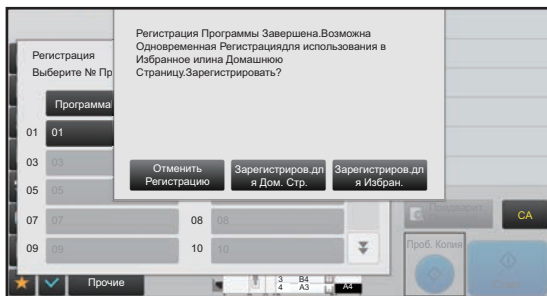 Регистрация Программы Завершена.Возможна
Одновременная Регистрациядля использования в
Избранное илина Домашнюю
Страницу.Зарегистрировать?
Отменить
Регистрацию
Зарегистриров.дл
я Дом. Стр.
Зарегистриров.дл
я Избран.
Регистрация
Выберите № Пр
Программа
01 01
03 03
05 05
07 07 08 08
09 09 10 10
CA
Проб. Копия
Прочие
3 B4
4 A3
A4